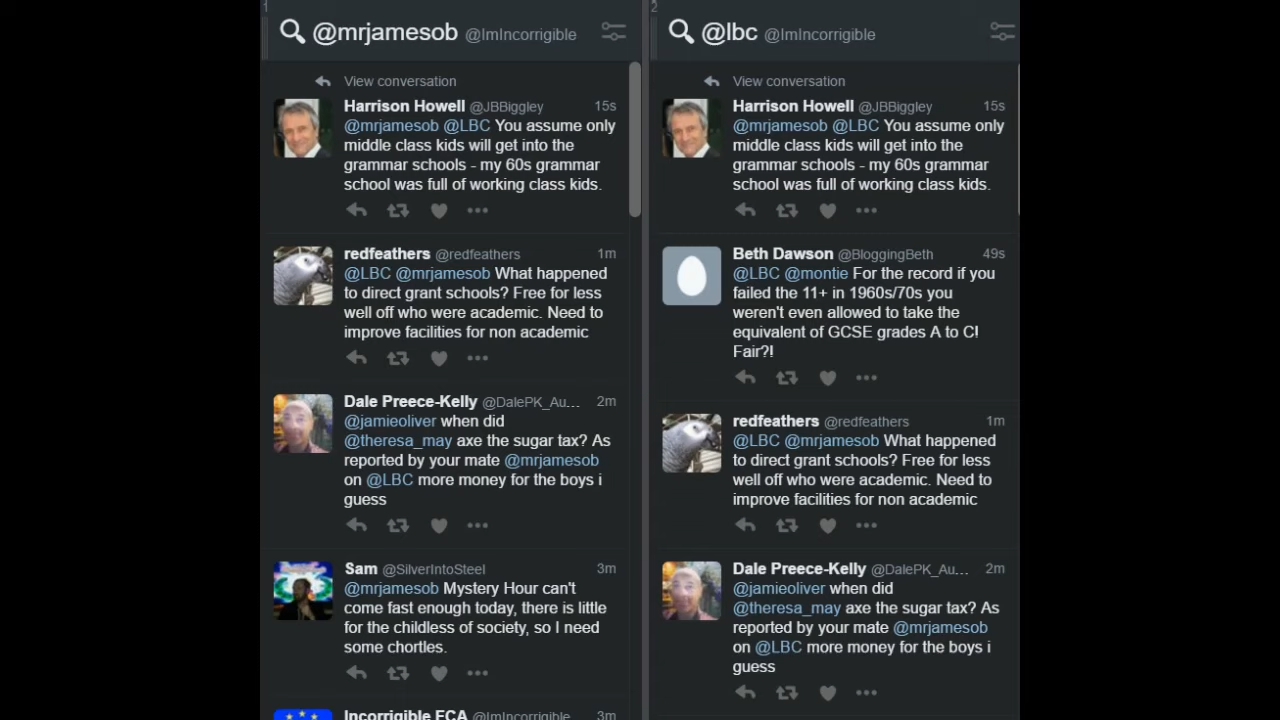 1
@mrjamesob @ImIncorrigible
View conversation
Harrison Howell @JBBiggley 15s
@mrjamesob @LBC You assume only
middle class kids will get into the
grammar schools - my 60s grammar
school was full of working class kids.
redfeathers @redfeathers 1m
@LBC @mrjamesob What happened
to direct grant schools? Free for less
well off who were academic. Need to
improve facilities for non academic
Dale Preece-Kelly @DalePK_Au... 2m
@jamieoliver when did
@theresa_may axe the sugar tax? As
reported by your mate @mrjamesob
on @LBC more money for the boys i
guess
Sam @SilverIntoSteel 3m
@mrjamesob Mystery Hour can't
come fast enough today, there is little
for the childless of society, so I need
some chortles.
Incorrigible FCA @ImIncorrigible 3m
2
@lbc @ImIncorrigible
View conversation
Harrison Howell @JBBiggley 15s
@mrjamesob @LBC You assume only
middle class kids will get into the
grammar schools - my 60s grammar
school was full of working class kids.
Beth Dawson @BloggingBeth 49s
@LBC @montie For the record if you
failed the 11+ in 1960s/70s you
weren't even allowed to take the
equivalent of GCSE grades A to C!
Fair?!
redfeathers @redfeathers 1m
@LBC @mrjamesob What happened
to direct grant schools? Free for less
well off who were academic. Need to
improve facilities for non academic
Dale Preece-Kelly @DalePK_Au... 2m
@jamieoliver when did
@theresa_may axe the sugar tax? As
reported by your mate @mrjamesob
on @LBC more money for the boys i
guess